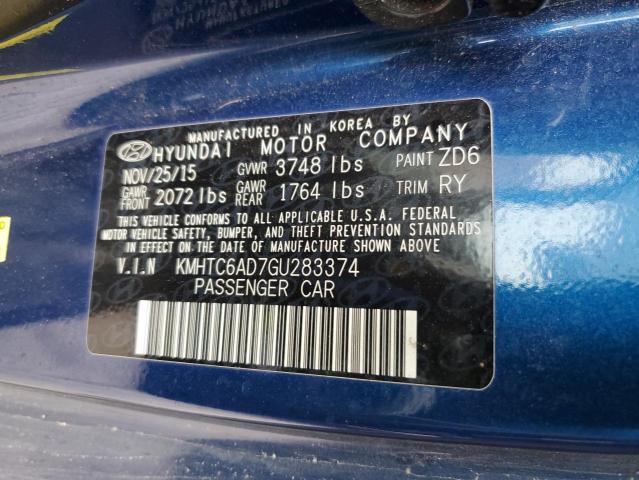 MANUFACTURED IN KOREA BY
HYUNDAI MOTOR COMPANY
NOV/25/15 GVWR 3748 lbs PAINT ZD6
GAWR FRONT 2072 lbs GAWR REAR 1764 lbs TRIM RY
THIS VEHICLE CONFORMS TO ALL APPLICABLE U.S.A. FEDERAL
MOTOR VEHICLE SAFETY, BUMPER, AND THEFT PREVENTION STANDARDS
IN EFFECT ON THE DATE OF MANUFACTURE SHOWN ABOVE.
V.I.N KMHTC6AD7GU283374
PASSENGER CAR